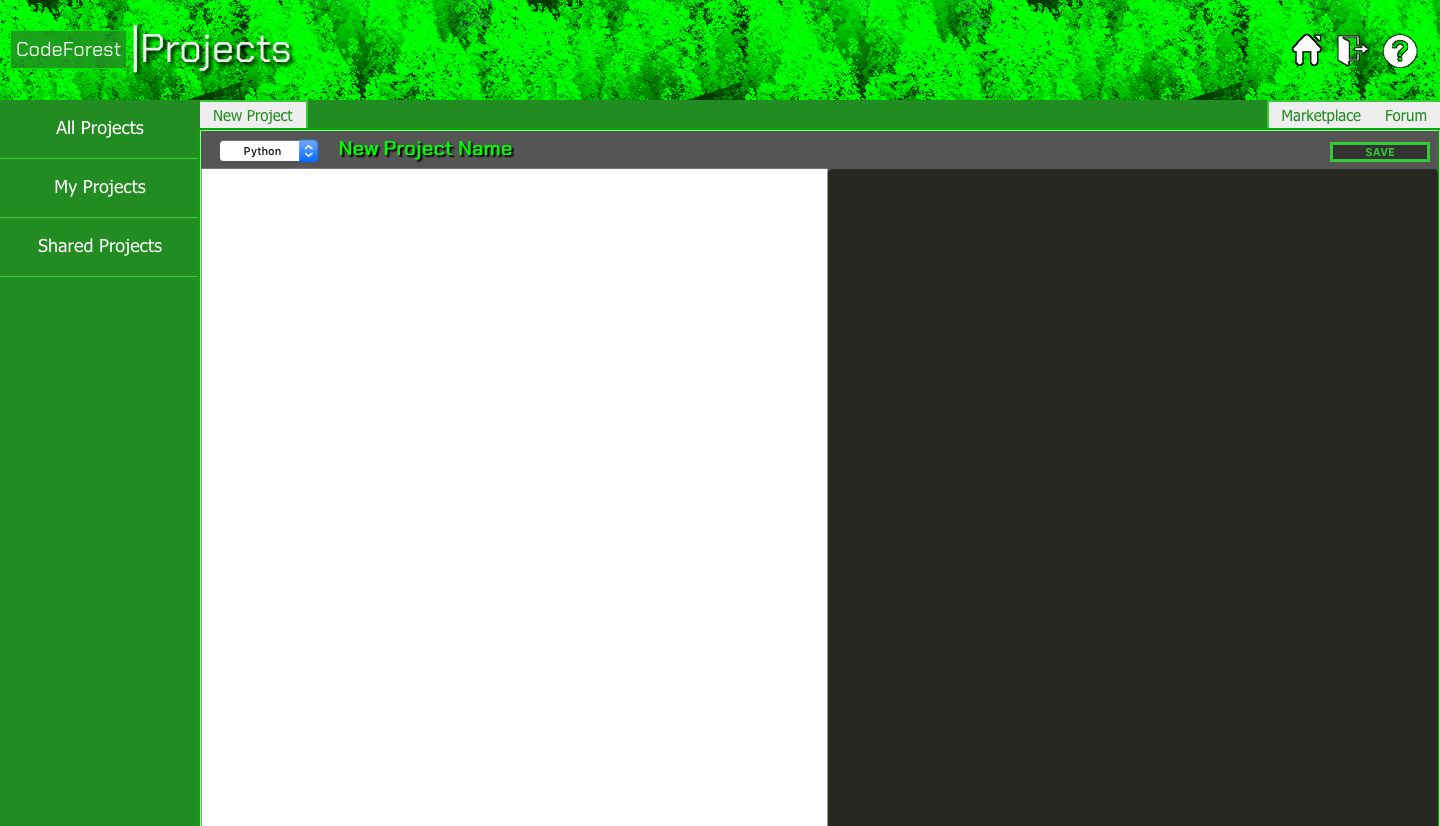 CodeForest
Projects
?
All Projects
My Projects
Shared Projects
New Project
Marketplace
Forum
Python
New Project Name
SAVE